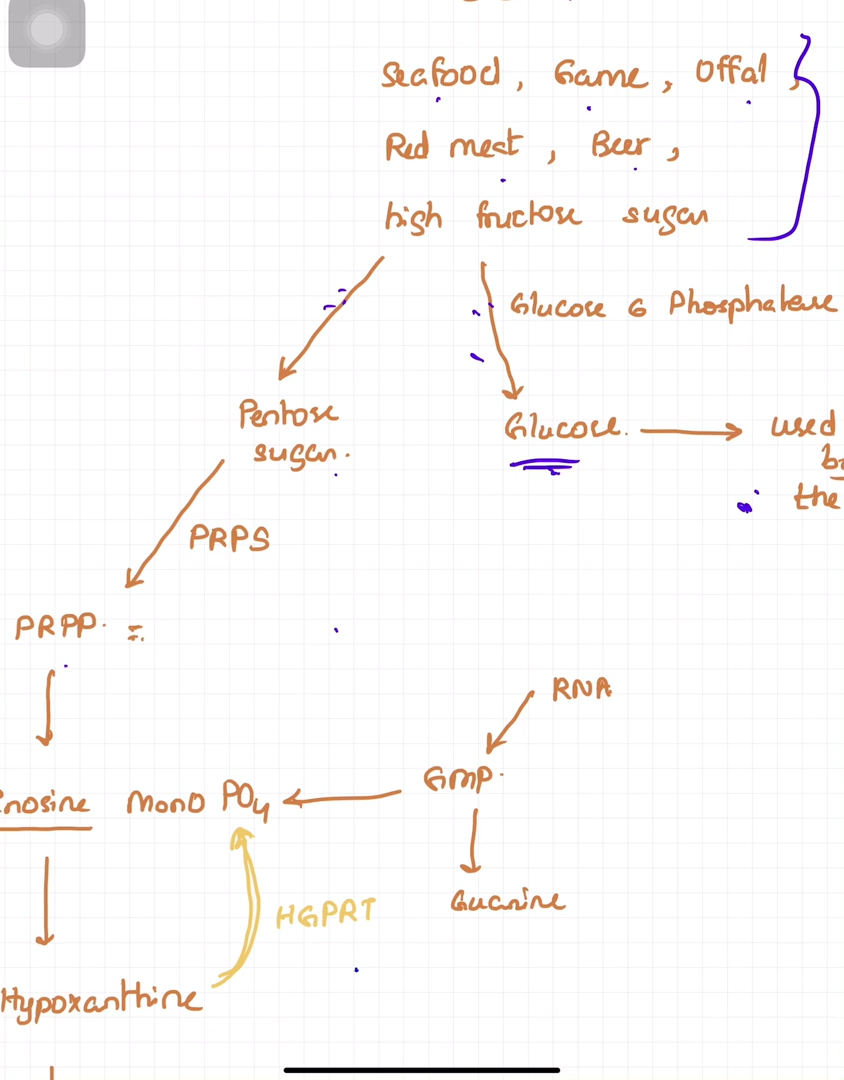 Seafood, Game, Offal,
Red meat, Beer,
high fructose sugar
Glucose 6 Phosphatase
Pentose
sugar.
Glucose.
used
the
PRPS
PRPP.
RNA
GMP.
Inosine Mono PO4
Guanine
HGPRT
Hypoxanthine